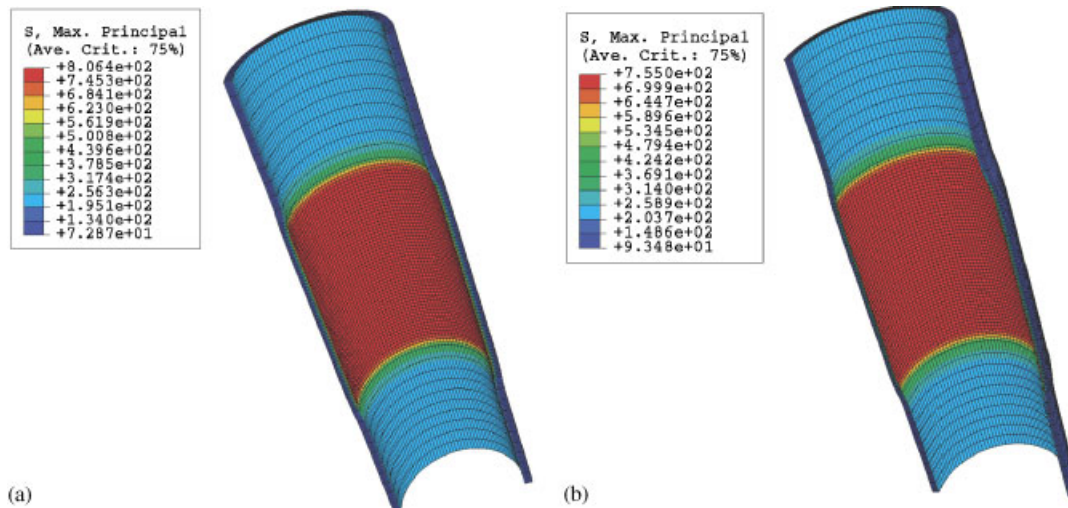 S, Max. Principal
(Ave. Crit.: 75%)
+8.064e+02
+7.453e+02
+6.841e+02
+6.230e+02
+5.619e+02
+5.008e+02
+4.396e+02
+3.785e+02
+3.174e+02
+2.563e+02
+1.951e+02
+1.340e+02
+7.287e+01
(a)
S, Max. Principal
(Ave. Crit.: 75%)
+7.550e+02
+6.999e+02
+6.447e+02
+5.896e+02
+5.345e+02
+4.794e+02
+4.242e+02
+3.691e+02
+3.140e+02
+2.589e+02
+2.037e+02
+1.486e+02
+9.348e+01
(b)